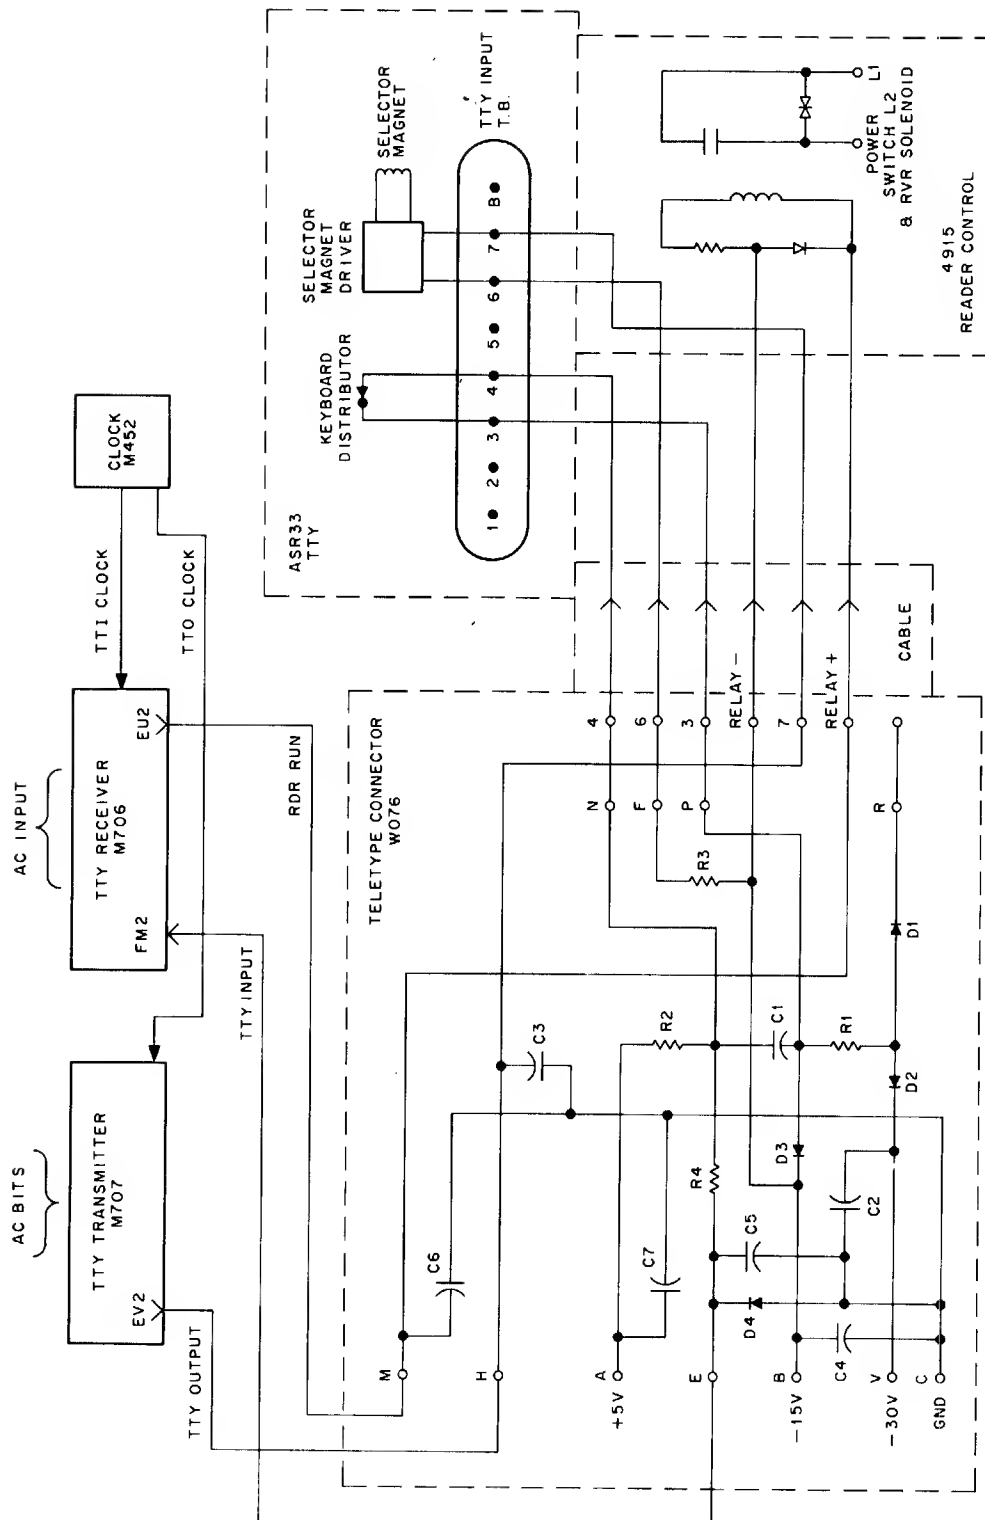 AC BITS
TTY TRANSMITTER
M707
EV2
TTY OUTPUT
AC INPUT
TTY RECEIVER
M706
FM2
EU2
TTY INPUT
RDR RUN
TTI CLOCK
TTO CLOCK
CLOCK
M452
TELETYPE CONNECTOR
W076
M
H
A
+5V
E
B
-15V
V
-30V
C
GND
C6
C3
C7
R2
R4
C5
D4
C4
D3
C1
R1
C2
D2
D1
R3
N
F
P
R
4
6
3
RELAY-
7
RELAY+
CABLE
ASR33
TTY
KEYBOARD
DISTRIBUTOR
SELECTOR
MAGNET
DRIVER
SELECTOR
MAGNET
TTY INPUT
T.B.
1
2
3
4
5
6
7
8
POWER
SWITCH L2
& RVR SOLENOID
L1
4915
READER CONTROL